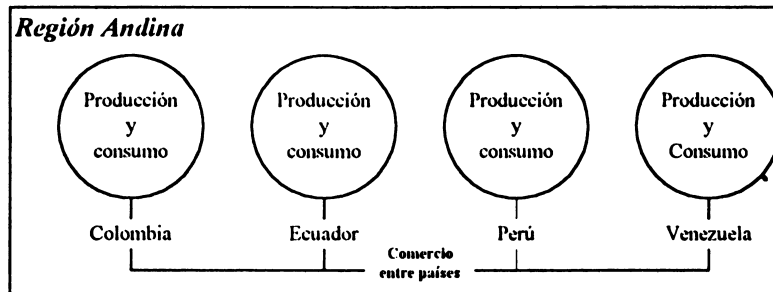 Región Andina
Producción
y
consumo
Producción
y
consumo
Producción
y
consumo
Producción
y
Consumo
Colombia
Ecuador
Perú
Venezuela
Comercio
entre países